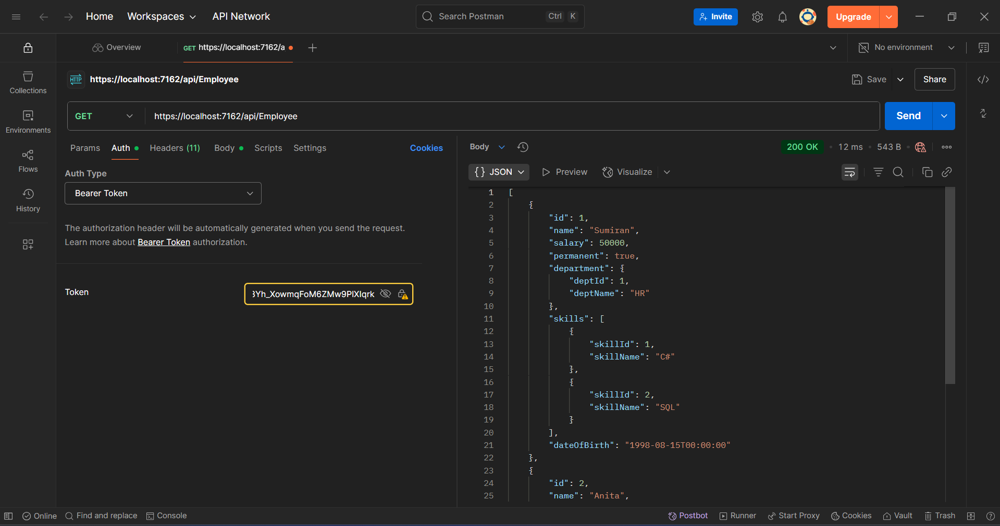 Home Workspaces API Network Search Postman Ctrl K Invite Upgrade
Overview GET https://localhost:7162/a No environment
HTTP https://localhost:7162/api/Employee Save Share
Collections
GET https://localhost:7162/api/Employee Send
Environments
Flows
History
Params Auth Headers (11) Body Scripts Settings Cookies
Auth Type
Bearer Token
The authorization header will be automatically generated when you send the request.
Learn more about Bearer Token authorization.
Token
Yh_XowmqFoM6ZMw9PlXIqrk
Body 200 OK 12 ms 543 B
{} JSON Preview Visualize
1 [
2 {
3 "id": 1,
4 "name": "Sumiran",
5 "salary": 50000,
6 "permanent": true,
7 "department": {
8 "deptId": 1,
9 "deptName": "HR"
10 },
11 "skills": [
12 {
13 "skillId": 1,
14 "skillName": "C#"
15 },
16 {
17 "skillId": 2,
18 "skillName": "SQL"
19 }
20 ],
21 "dateOfBirth": "1998-08-15T00:00:00"
22 },
23 {
24 "id": 2,
25 "name": "Anita",
Online Find and replace Console Postbot Runner Start Proxy Cookies Vault Trash